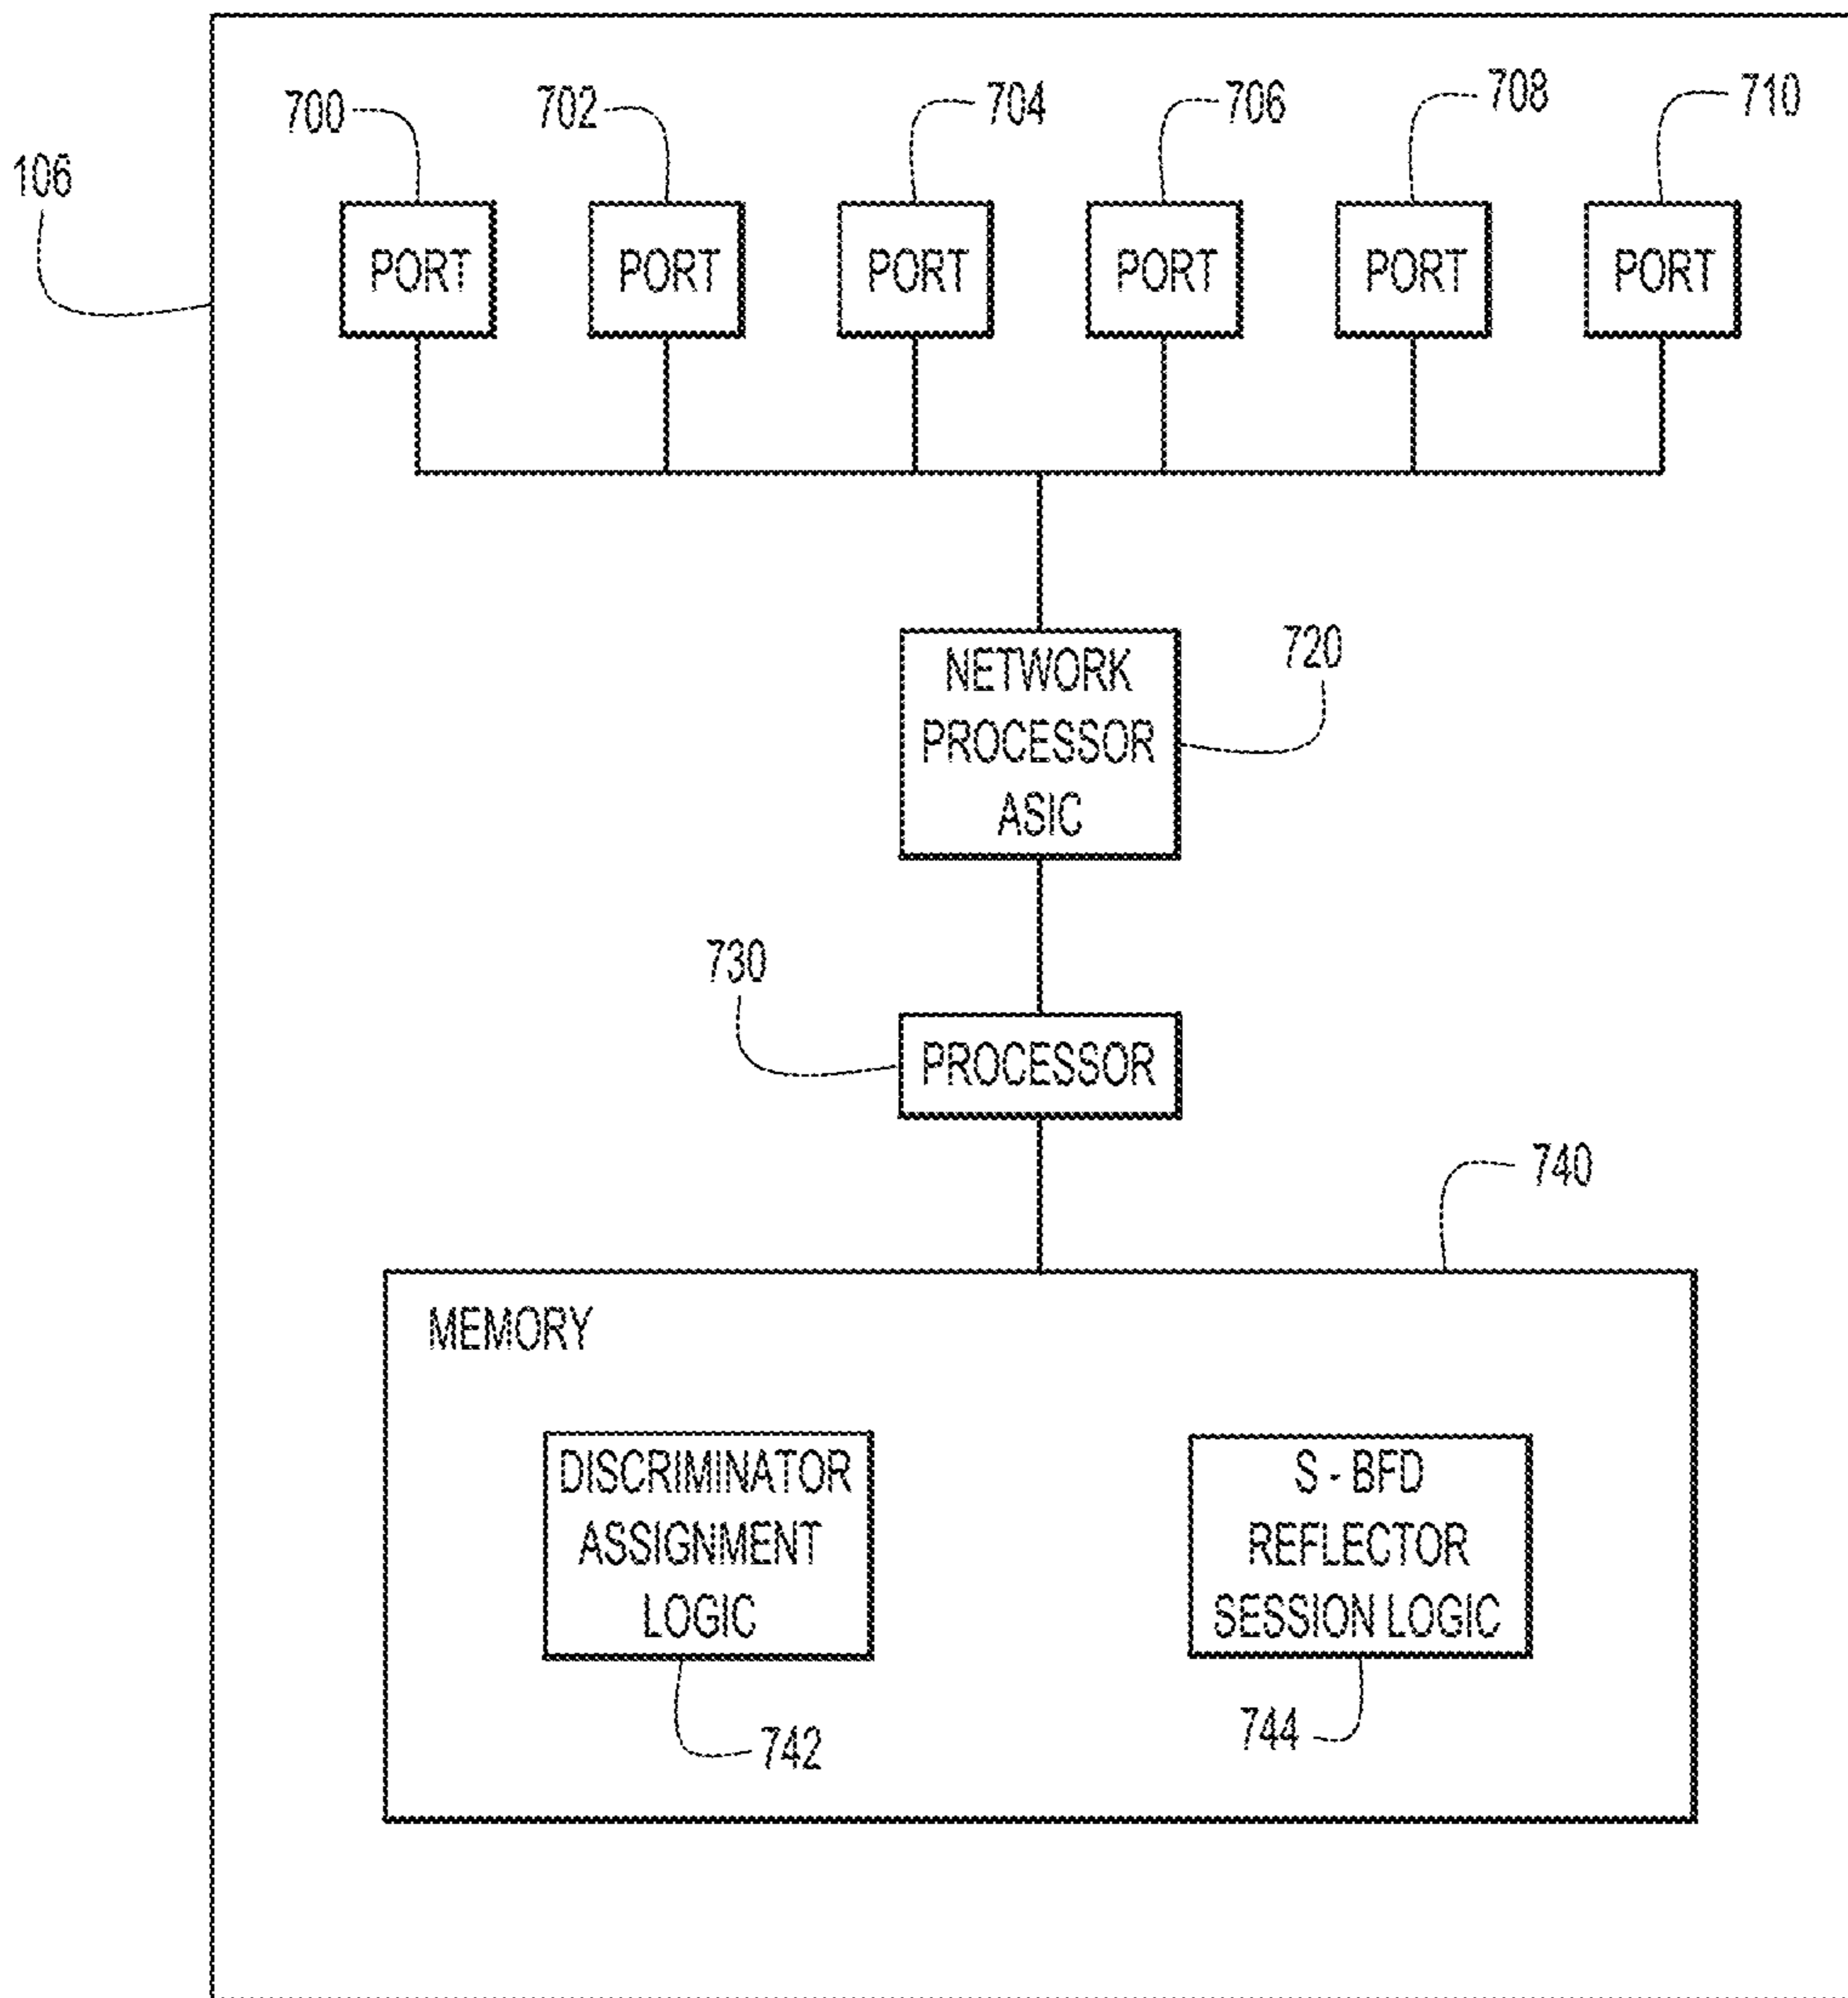 700
702
704
706
708
710
106
PORT
PORT
PORT
PORT
PORT
PORT
NETWORK
PROCESSOR
ASIC
720
730
PROCESSOR
740
MEMORY
DISCRIMINATOR
ASSIGNMENT
LOGIC
S - BFD
REFLECTOR
SESSION LOGIC
742
744